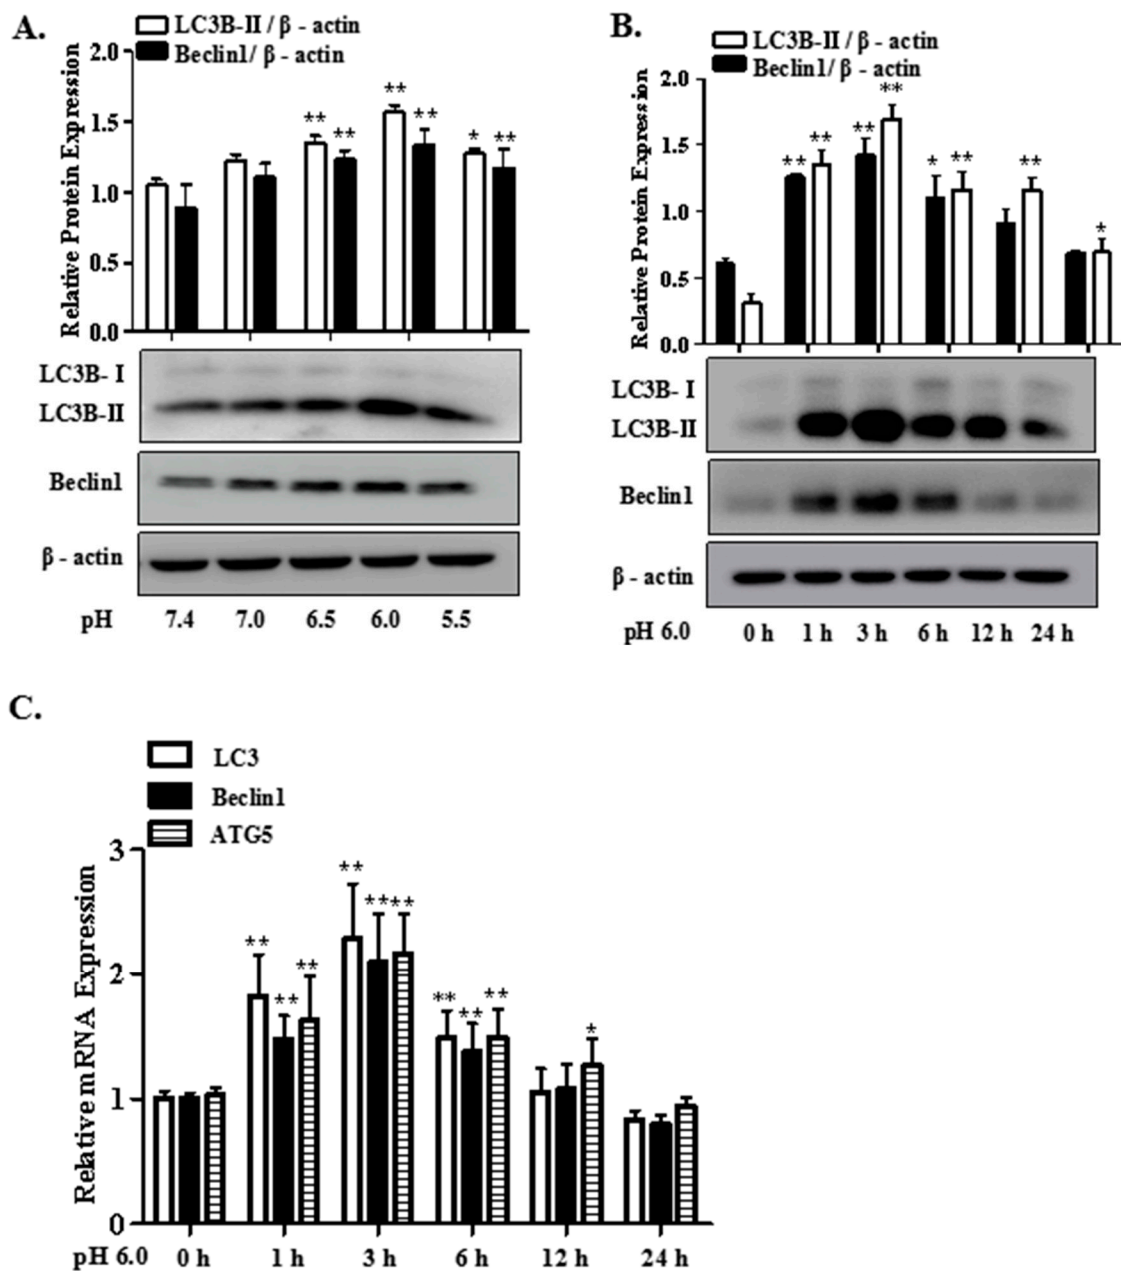 A.
LC3B-II / β - actin
Beclin1/ β - actin
Relative Protein Expression
2.0
1.5
1.0
0.5
0.0
** ** ** ** * **
LC3B- I
LC3B-II
Beclin1
β - actin
pH 7.4 7.0 6.5 6.0 5.5
B.
LC3B-II / β - actin
Beclin1/ β - actin
Relative Protein Expression
2.0
1.5
1.0
0.5
0.0
** ** ** ** * ** ** *
LC3B- I
LC3B-II
Beclin1
β - actin
pH 6.0 0 h 1 h 3 h 6 h 12 h 24 h
C.
LC3
Beclin1
ATG5
Relative mRNA Expression
3
2
1
0
** ** ** ** ** ** ** ** ** *
pH 6.0 0 h 1 h 3 h 6 h 12 h 24 h